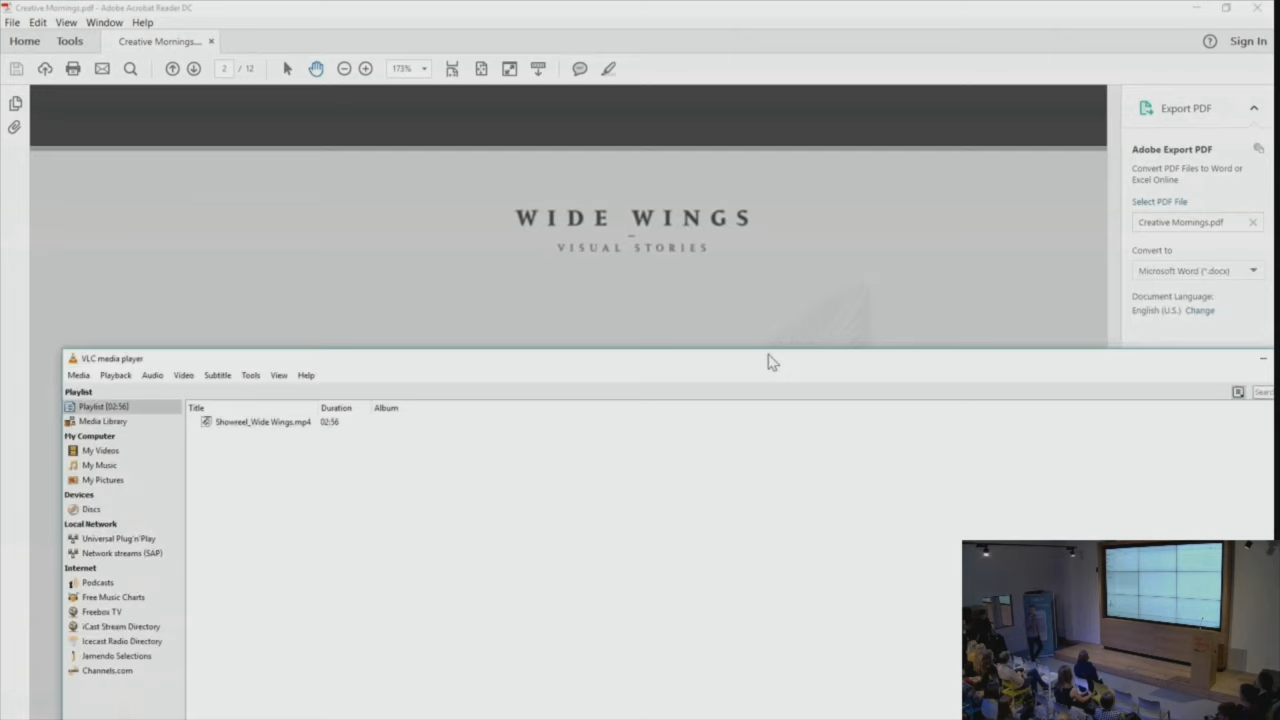 Creative Mornings.pdf - Adobe Acrobat Reader DC
File Edit View Window Help
Home Tools Creative Mornings... × Sign In
2 / 12 173%
Export PDF
Adobe Export PDF
Convert PDF Files to Word or
Excel Online
Select PDF File
Creative Mornings.pdf
Convert to
Microsoft Word (*.docx)
Document Language:
English (U.S.) Change
WIDE WINGS
VISUAL STORIES
VLC media player
Media Playback Audio Video Subtitle Tools View Help
Playlist
Playlist [02:56]
Media Library
My Computer
My Videos
My Music
My Pictures
Devices
Discs
Local Network
Universal Plug'n'Play
Network streams (SAP)
Internet
Podcasts
Free Music Charts
Freebox TV
iCast Stream Directory
Icecast Radio Directory
Jamendo Selections
Channels.com
Title Duration Album
Showreel_Wide Wings.mp4 02:56
Searc